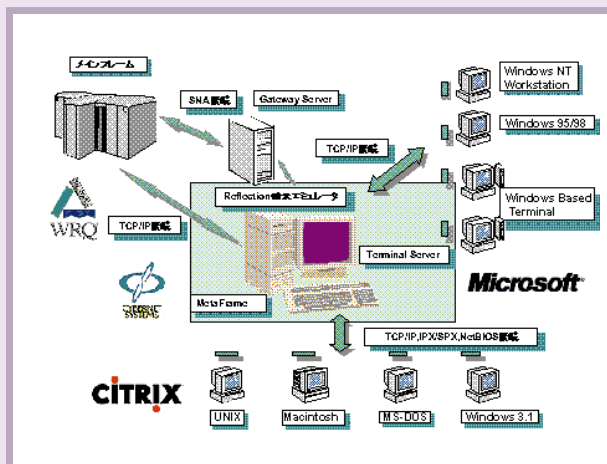 メインフレーム
SNA接続
Gateway Server
TCP/IP接続
Windows NT
Workstation
Windows 95/98
Windows Based
Terminal
Reflection端末エミュレータ
WRQ
TCP/IP接続
Terminal Server
MetaFrame
SYSTEMS
Microsoft
TCP/IP,IPX/SPX,NetBIOS接続
CITRIX
UNIX
Macintosh
MS-DOS
Windows 3.1